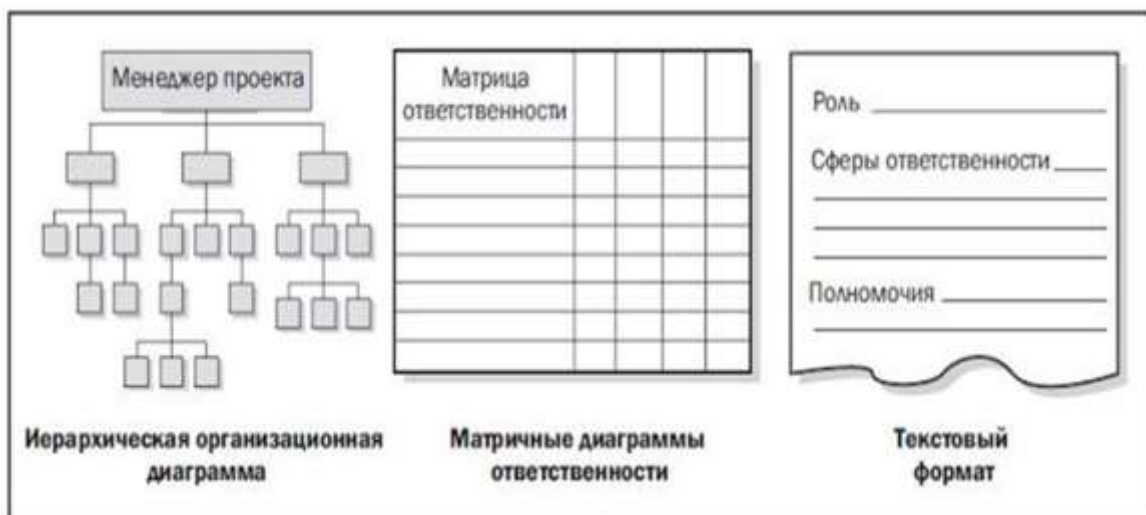 Менеджер проекта
Матрица
ответственности
Роль
Сферы ответственности
Полномочия
Иерархическая организационная
диаграмма
Матричные диаграммы
ответственности
Текстовый
формат